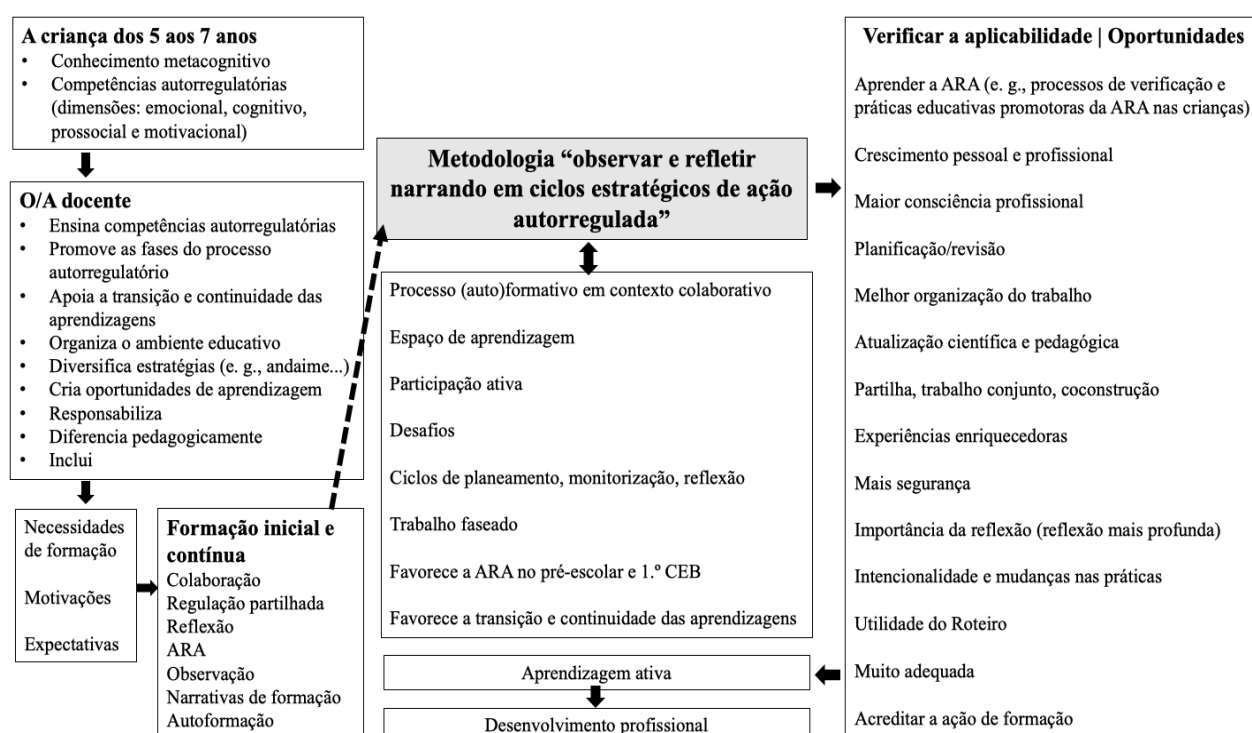 A criança dos 5 aos 7 anos
• Conhecimento metacognitivo
• Competências autorregulatórias
(dimensões: emocional, cognitivo,
prossocial e motivacional)
O/A docente
• Ensina competências autorregulatórias
• Promove as fases do processo
autorregulatório
• Apoia a transição e continuidade das
aprendizagens
• Organiza o ambiente educativo
• Diversifica estratégias (e. g., andaime...)
• Cria oportunidades de aprendizagem
• Responsabiliza
• Diferencia pedagogicamente
• Inclui
Necessidades
de formação
Motivações
Expectativas
Formação inicial e
contínua
Colaboração
Regulação partilhada
Reflexão
ARA
Observação
Narrativas de formação
Autoformação
Metodologia “observar e refletir
narrando em ciclos estratégicos de ação
autorregulada”
Processo (auto)formativo em contexto colaborativo
Espaço de aprendizagem
Participação ativa
Desafios
Ciclos de planeamento, monitorização, reflexão
Trabalho faseado
Favorece a ARA no pré-escolar e 1.º CEB
Favorece a transição e continuidade das aprendizagens
Verificar a aplicabilidade | Oportunidades
Aprender a ARA (e. g., processos de verificação e
práticas educativas promotoras da ARA nas crianças)
Crescimento pessoal e profissional
Maior consciência profissional
Planificação/revisão
Melhor organização do trabalho
Atualização científica e pedagógica
Partilha, trabalho conjunto, coconstrução
Experiências enriquecedoras
Mais segurança
Importância da reflexão (reflexão mais profunda)
Intencionalidade e mudanças nas práticas
Utilidade do Roteiro
Muito adequada
Acreditar a ação de formação
Aprendizagem ativa
Desenvolvimento profissional